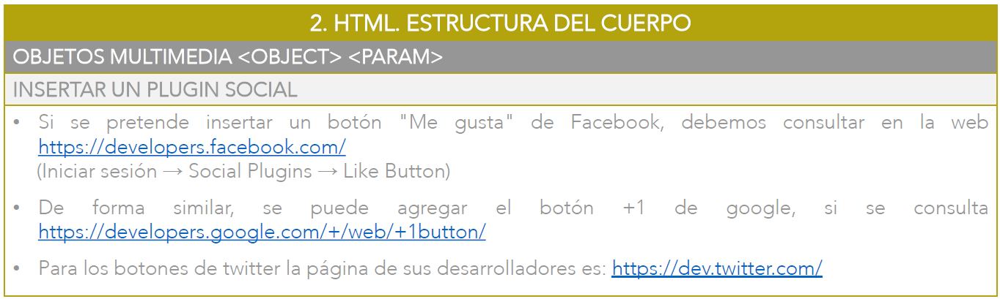 2. HTML. ESTRUCTURA DEL CUERPO
OBJETOS MULTIMEDIA <OBJECT> <PARAM>
INSERTAR UN PLUGIN SOCIAL
• Si se pretende insertar un botón "Me gusta" de Facebook, debemos consultar en la web
https://developers.facebook.com/
(Iniciar sesión → Social Plugins → Like Button)
• De forma similar, se puede agregar el botón +1 de google, si se consulta
https://developers.google.com/+/web/+1button/
• Para los botones de twitter la página de sus desarrolladores es: https://dev.twitter.com/